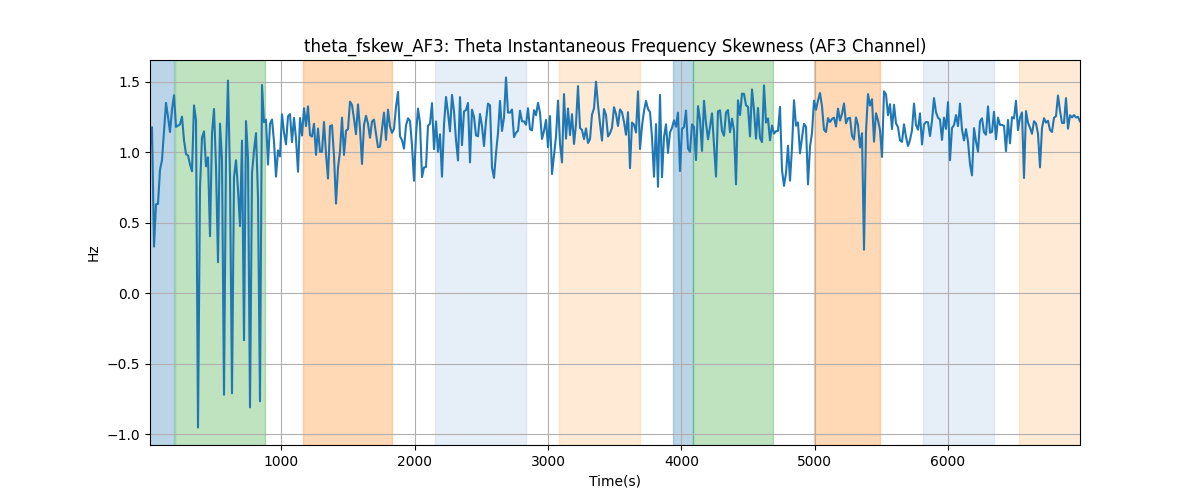 theta_fskew_AF3: Theta Instantaneous Frequency Skewness (AF3 Channel)
1.5
1.0
0.5
0.0
−0.5
−1.0
Hz
1000 2000 3000 4000 5000 6000
Time(s)